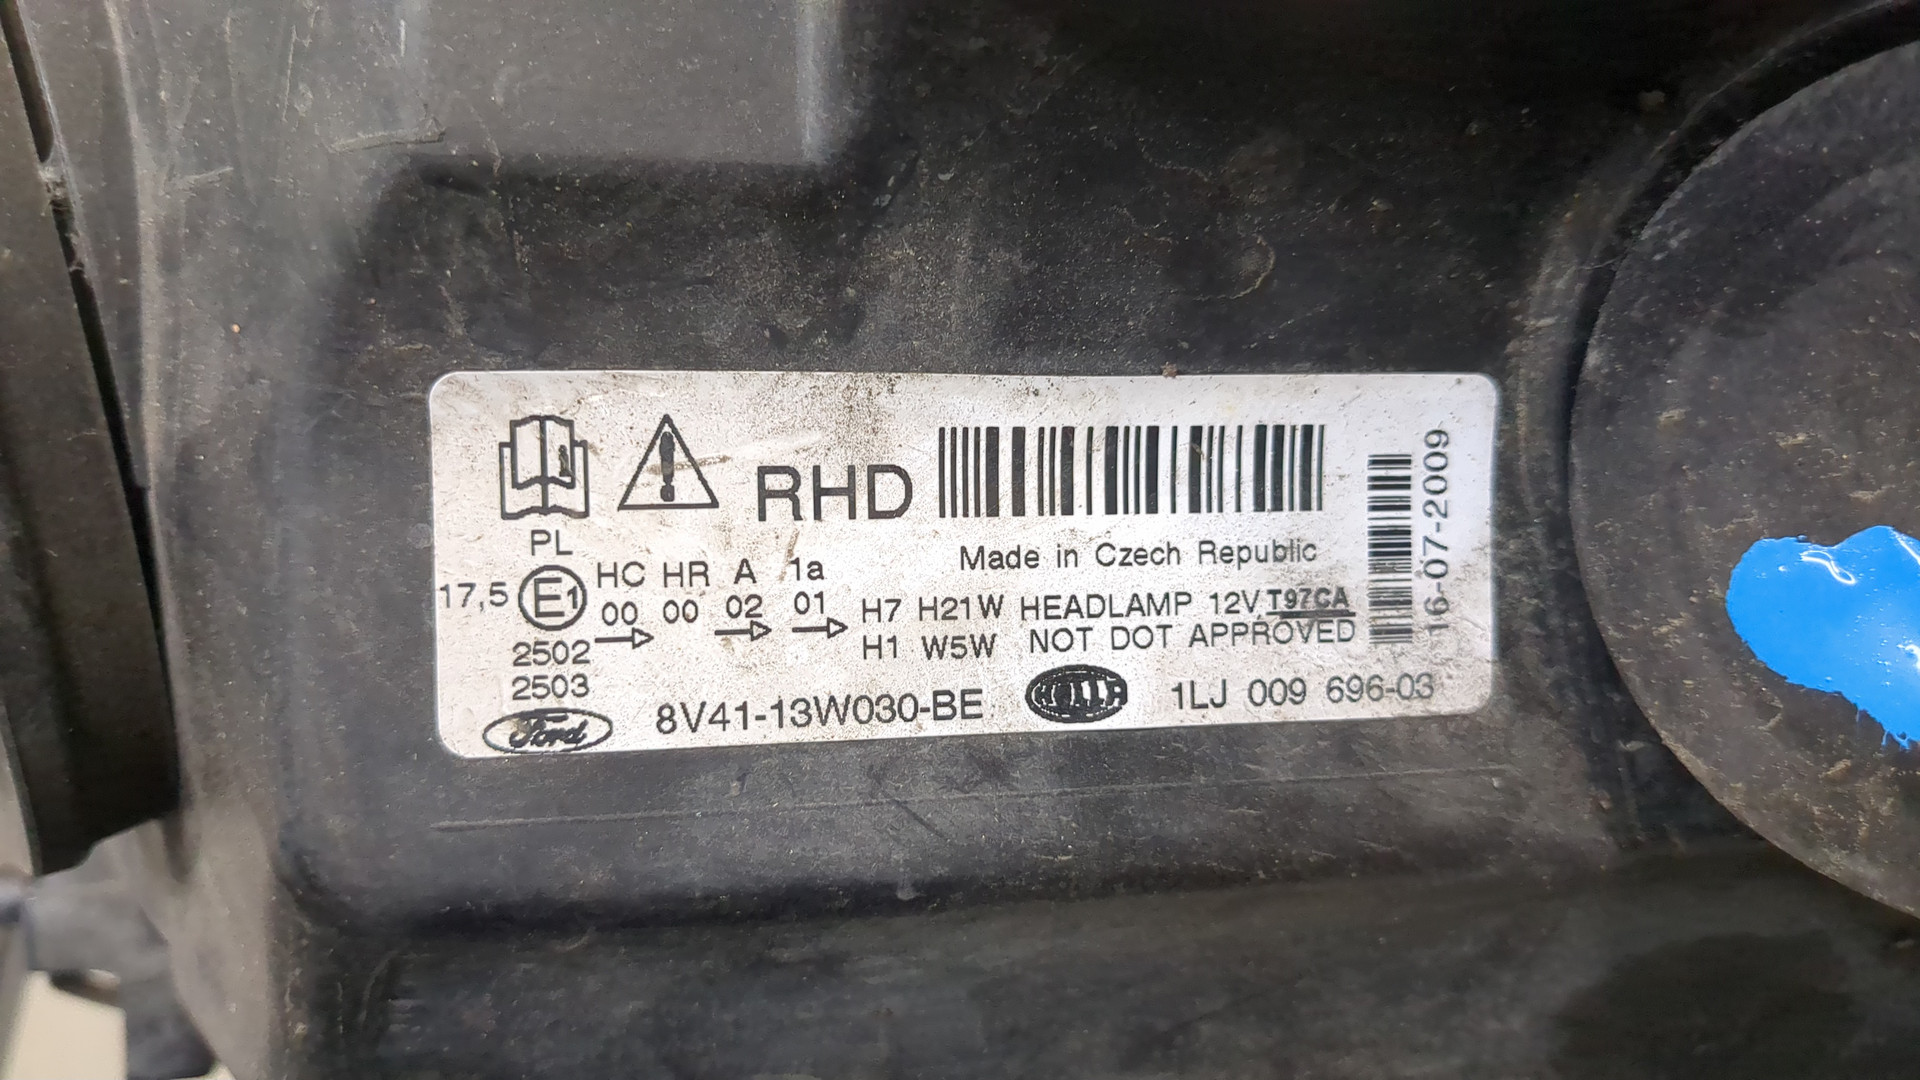 RHD
16-07-2009
PL
Made in Czech Republic
17,5 E1 HC HR A 1a
00 00 02 01
H7 H21W HEADLAMP 12V T97CA
H1 W5W NOT DOT APPROVED
2502
2503
Ford 8V41-13W030-BE HELLA 1LJ 009 696-03